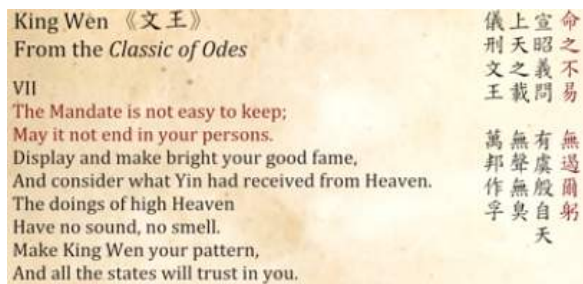 King Wen 《文王》
From the Classic of Odes
VII
The Mandate is not easy to keep;
May it not end in your persons.
Display and make bright your good fame,
And consider what Yin had received from Heaven.
The doings of high Heaven
Have no sound, no smell.
Make King Wen your pattern,
And all the states will trust in you.
命之不易 無遏爾躬
宣昭義問 有虞殷自天
上天之載 無聲無臭
儀刑文王 萬邦作孚